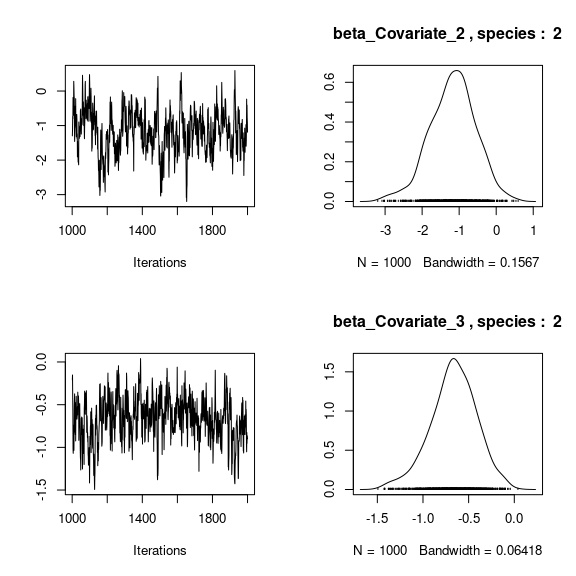 beta_Covariate_2 , species : 2
0
-1
-2
-3
1000 1400 1800
Iterations
0.6
0.4
0.2
0.0
-3 -2 -1 0 1
N = 1000 Bandwidth = 0.1567
beta_Covariate_3 , species : 2
0.0
-0.5
-1.0
-1.5
1000 1400 1800
Iterations
1.5
1.0
0.5
0.0
-1.5 -1.0 -0.5 0.0
N = 1000 Bandwidth = 0.06418